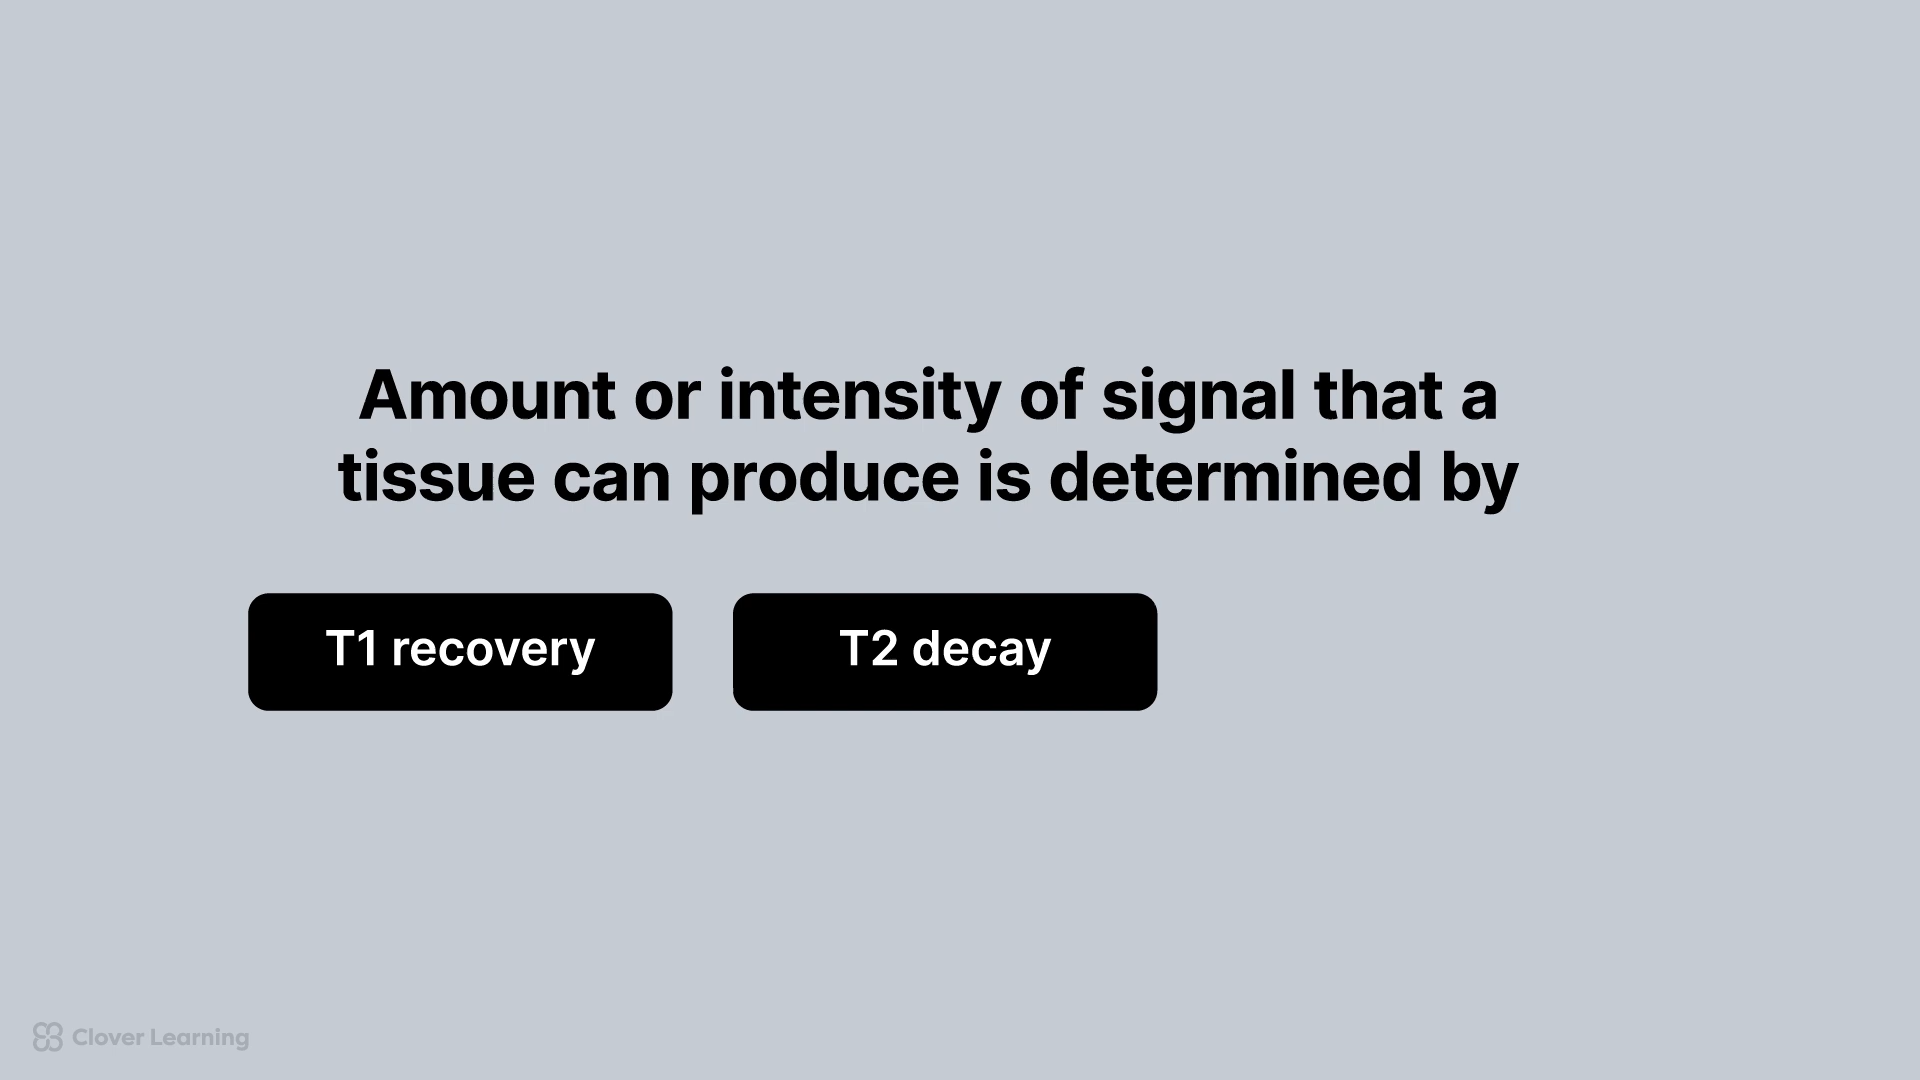 Amount or intensity of signal that a
tissue can produce is determined by
T1 recovery
T2 decay
Clover Learning